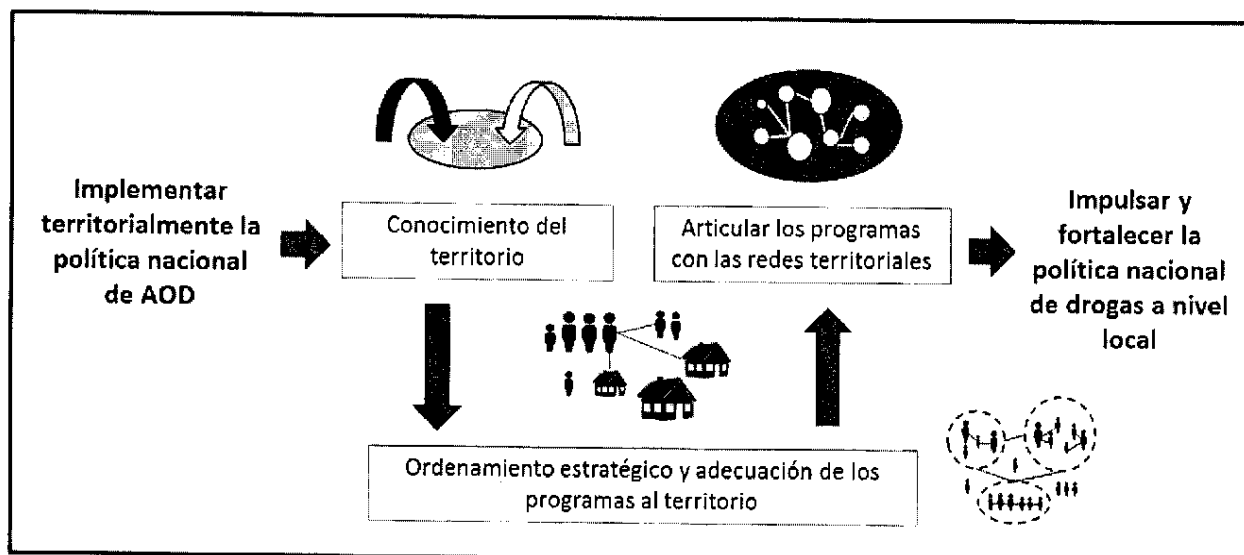 Implementar
territorialmente la
política nacional
de AOD
Conocimiento del
territorio
Articular los programas
con las redes territoriales
Impulsar y
fortalecer la
política nacional
de drogas a nivel
local
Ordenamiento estratégico y adecuación de los
programas al territorio